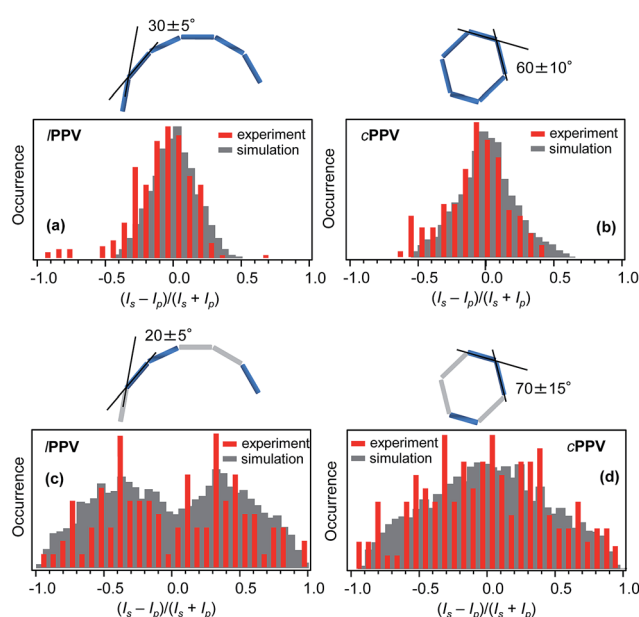 30±5°
60±10°
lPPV
experiment
simulation
Occurrence
(a)
-1.0 -0.5 0.0 0.5 1.0
(Is – Ip)/(Is + Ip)
cPPV
experiment
simulation
Occurrence
(b)
-1.0 -0.5 0.0 0.5 1.0
(Is – Ip)/(Is + Ip)
20±5°
70±15°
lPPV
experiment
simulation
Occurrence
(c)
-1.0 -0.5 0.0 0.5 1.0
(Is – Ip)/(Is + Ip)
experiment
simulation
cPPV
Occurrence
(d)
-1.0 -0.5 0.0 0.5 1.0
(Is – Ip)/(Is + Ip)